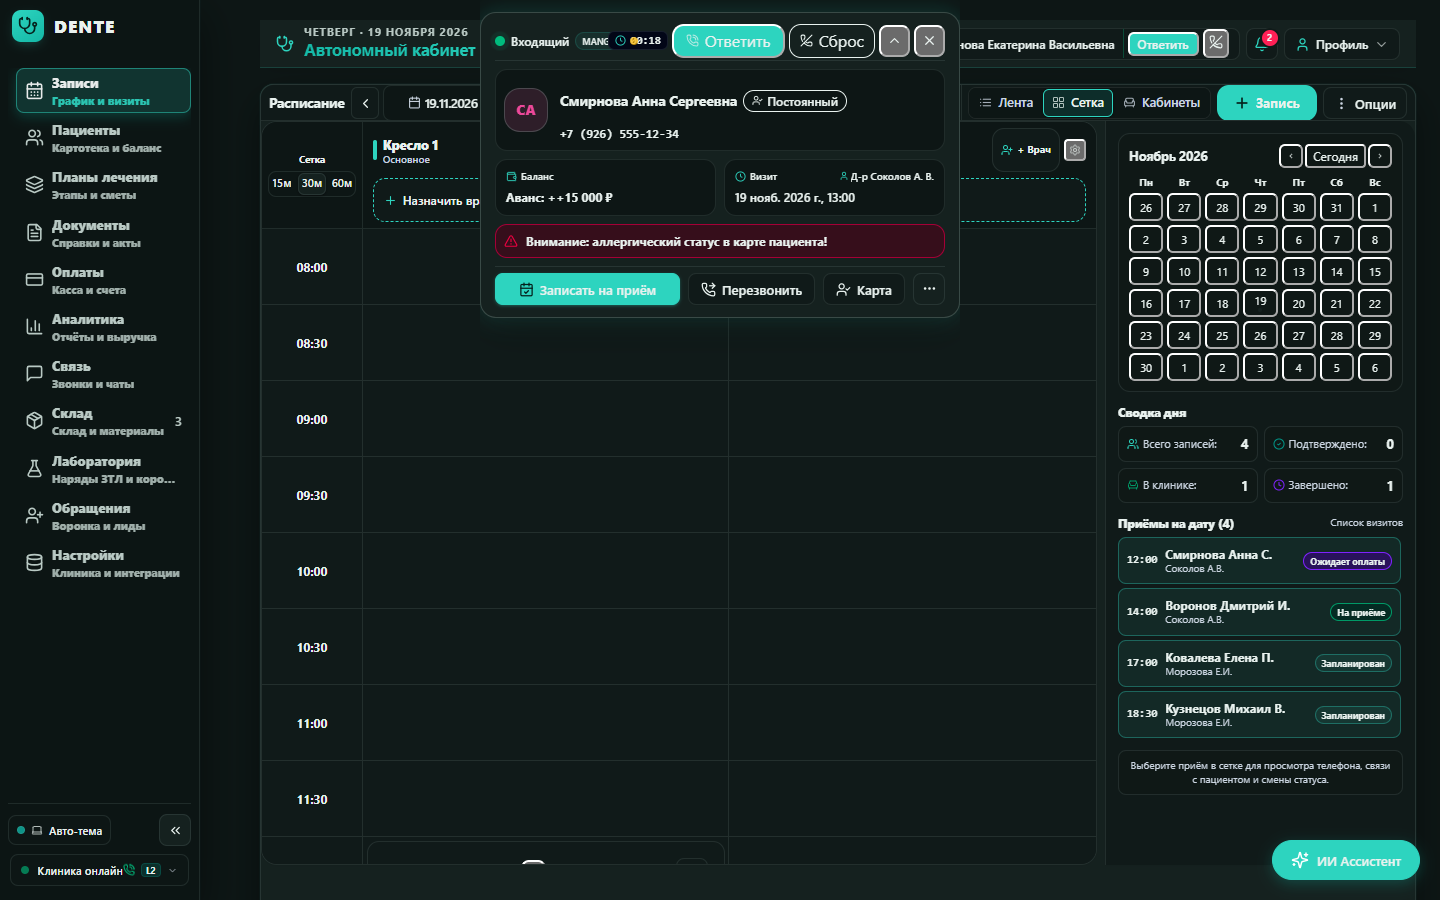 DENTE
Записи
График и визиты
Пациенты
Картотека и баланс
Планы лечения
Этапы и сметы
Документы
Справки и акты
Оплаты
Касса и счета
Аналитика
Отчёты и выручка
Связь
Звонки и чаты
Склад
Склад и материалы
3
Лаборатория
Наряды ЗТЛ и коро...
Обращения
Воронка и лиды
Настройки
Клиника и интеграции
Авто-тема
Клиника онлайн
L2
ЧЕТВЕРГ · 19 НОЯБРЯ 2026
Автономный кабинет
нова Екатерина Васильевна
Ответить
2
Профиль
Расписание
19.11.2026
Лента
Сетка
Кабинеты
Запись
Опции
Входящий
MANG
0:18
Ответить
Сброс
CA
Смирнова Анна Сергеевна
Постоянный
+7 (926) 555-12-34
Баланс
Аванс: ++15 000 ₽
Визит
Д-р Соколов А. В.
19 нояб. 2026 г., 13:00
Внимание: аллергический статус в карте пациента!
Записать на приём
Перезвонить
Карта
Сетка
15м
30м
60м
Кресло 1
Основное
+ Врач
Назначить вр
08:00
08:30
09:00
09:30
10:00
10:30
11:00
11:30
Ноябрь 2026
Сегодня
Пн Вт Ср Чт Пт Сб Вс
26 27 28 29 30 31 1
2 3 4 5 6 7 8
9 10 11 12 13 14 15
16 17 18 19 20 21 22
23 24 25 26 27 28 29
30 1 2 3 4 5 6
Сводка дня
Всего записей: 4
Подтверждено: 0
В клинике: 1
Завершено: 1
Приёмы на дату (4)
Список визитов
12:00
Смирнова Анна С.
Соколов А.В.
Ожидает оплаты
14:00
Воронов Дмитрий И.
Соколов А.В.
На приёме
17:00
Ковалева Елена П.
Морозова Е.И.
Запланирован
18:30
Кузнецов Михаил В.
Морозова Е.И.
Запланирован
Выберите приём в сетке для просмотра телефона, связи
с пациентом и смены статуса.
ИИ Ассистент